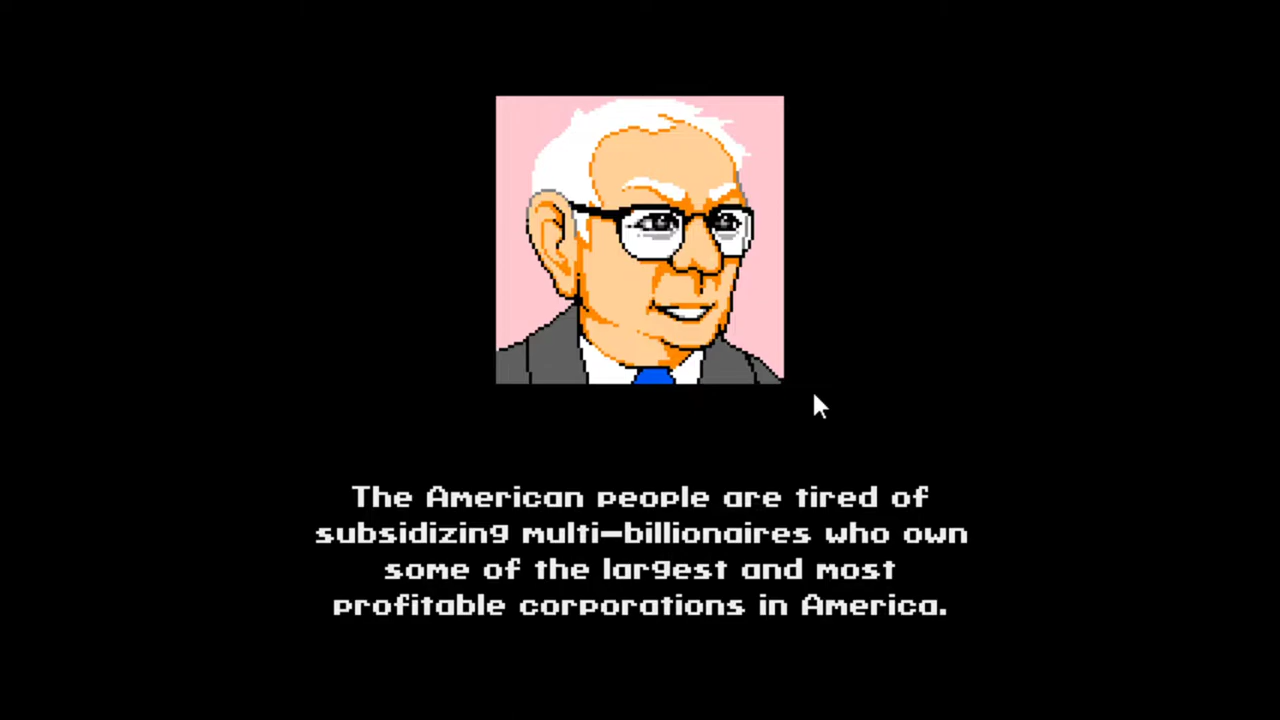 The American people are tired of
subsidizing multi-billionaires who own
some of the largest and most
profitable corporations in America.